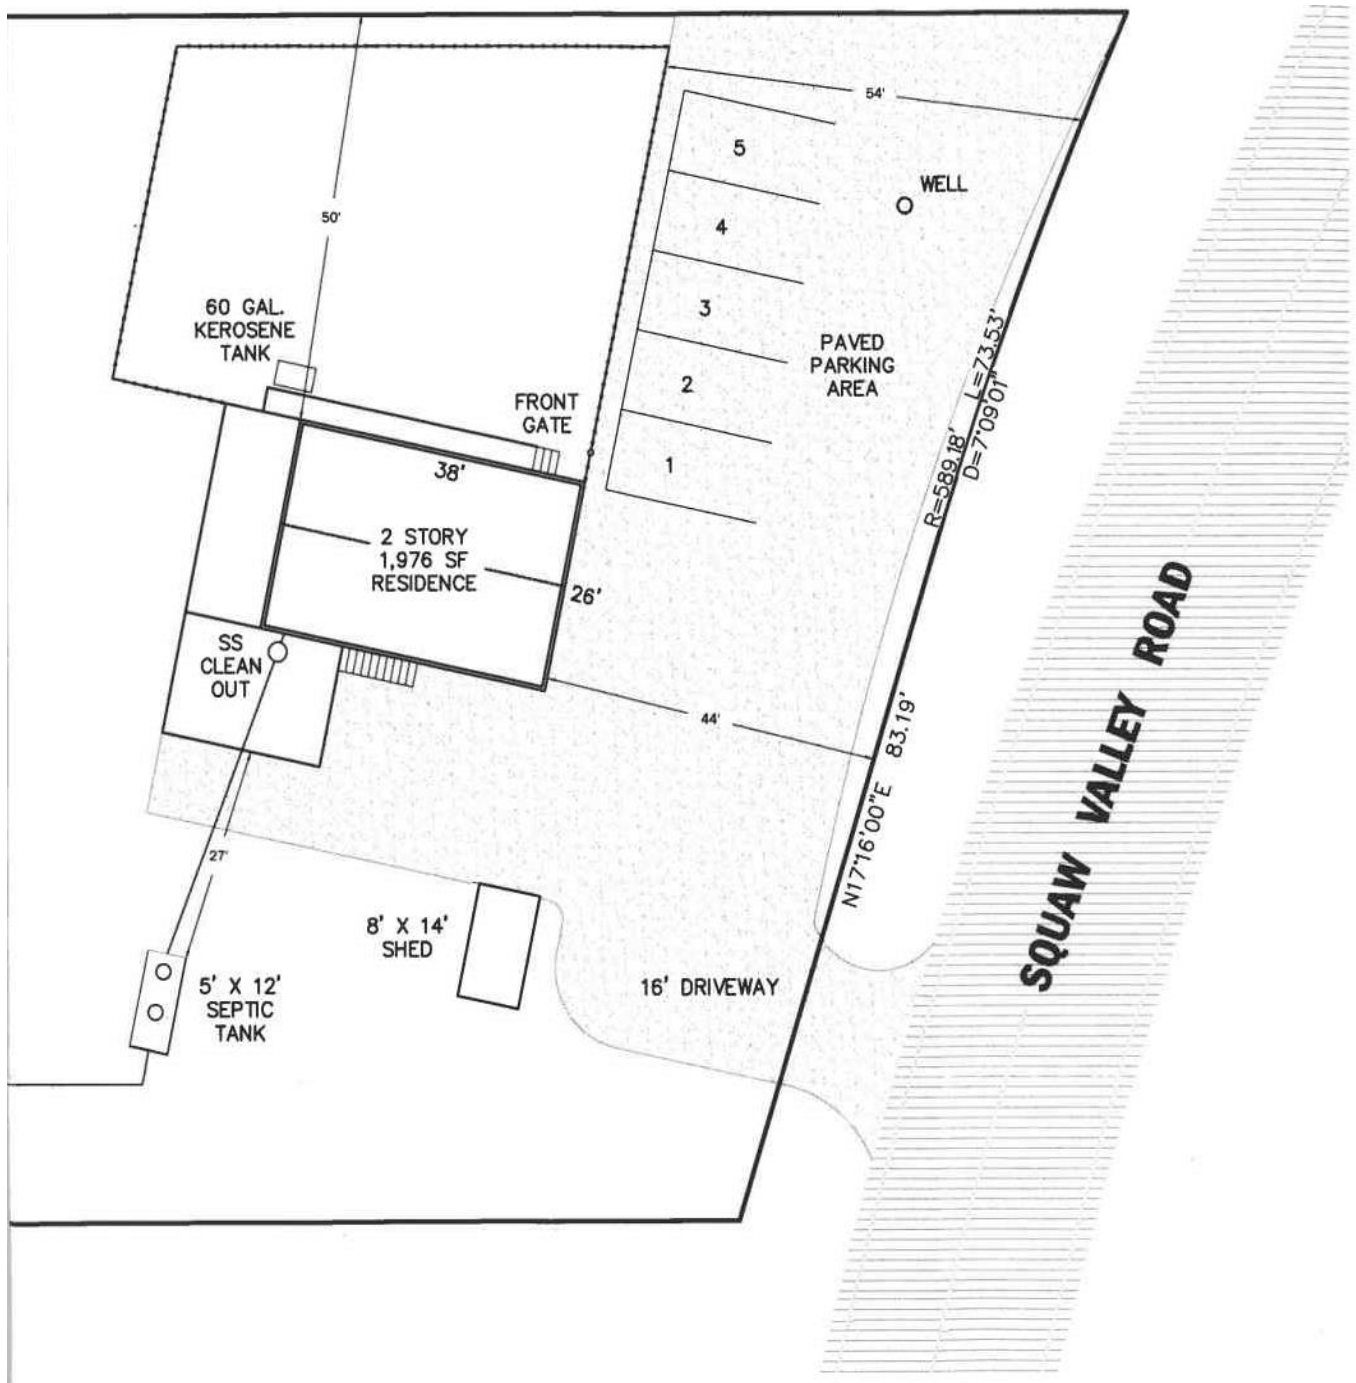 54'
5
WELL
4
50'
60 GAL.
KEROSENE
TANK
3
PAVED
PARKING
AREA
2
FRONT
GATE
1
R=589.18' L=73.53'
D=7°09'01"
38'
2 STORY
1,976 SF
RESIDENCE
26'
SS
CLEAN
OUT
44'
N17°16'00"E 83.19'
SQUAW VALLEY ROAD
27'
8' X 14'
SHED
5' X 12'
SEPTIC
TANK
16' DRIVEWAY